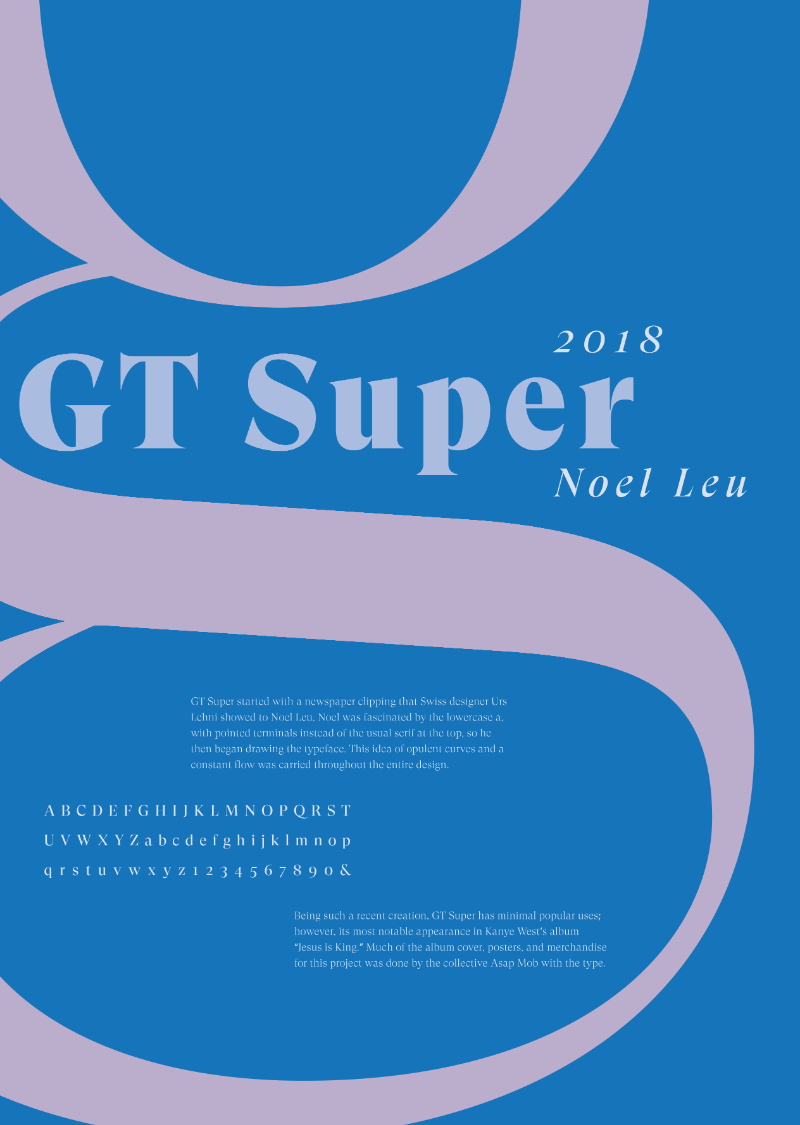 2018
GT Super
Noel Leu
GT Super started with a newspaper clipping that Swiss designer Urs
Lehni showed to Noel Leu. Noel was fascinated by the lowercase a,
with pointed terminals instead of the usual serif at the top, so he
then began drawing the typeface. This idea of opulent curves and a
constant flow was carried throughout the entire design.
A B C D E F G H I J K L M N O P Q R S T
U V W X Y Z a b c d e f g h i j k l m n o p
q r s t u v w x y z 1 2 3 4 5 6 7 8 9 0 &
Being such a recent creation, GT Super has minimal popular uses;
however, its most notable appearance in Kanye West's album
“Jesus is King.” Much of the album cover, posters, and merchandise
for this project was done by the collective Asap Mob with the type.